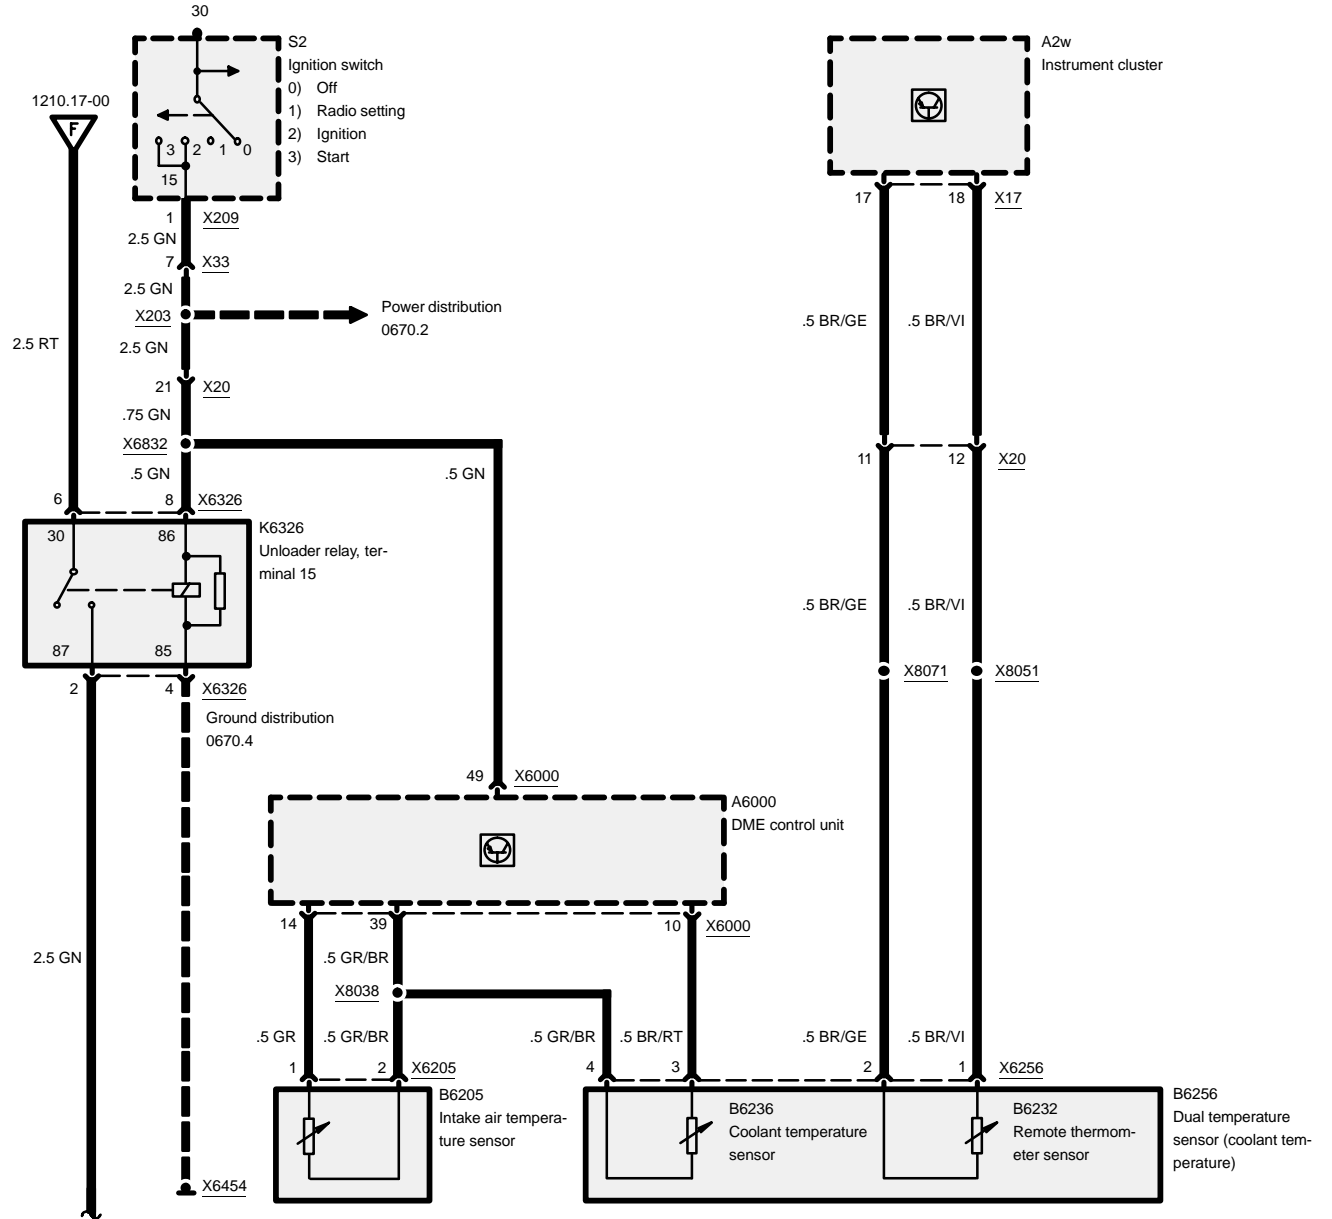 30
S2
Ignition switch
0) Off
1) Radio setting
2) Ignition
3) Start
3 2 1 0
15
1210.17-00
F
A2w
Instrument cluster
1 X209
2.5 GN
7 X33
2.5 GN
X203
Power distribution
0670.2
2.5 RT
2.5 GN
21 X20
.75 GN
X6832
.5 GN
.5 GN
6 8 X6326
30 86
K6326
Unloader relay, ter-
minal 15
87 85
2 4 X6326
Ground distribution
0670.4
2.5 GN
X6454
17 18 X17
.5 BR/GE .5 BR/VI
11 12 X20
.5 BR/GE .5 BR/VI
X8071 X8051
49 X6000
A6000
DME control unit
14 39 10 X6000
.5 GR/BR
X8038
.5 GR .5 GR/BR .5 GR/BR .5 BR/RT .5 BR/GE .5 BR/VI
1 2 X6205 4 3 2 1 X6256
B6205
Intake air tempera-
ture sensor
B6236
Coolant temperature
sensor
B6232
Remote thermom-
eter sensor
B6256
Dual temperature
sensor (coolant tem-
perature)